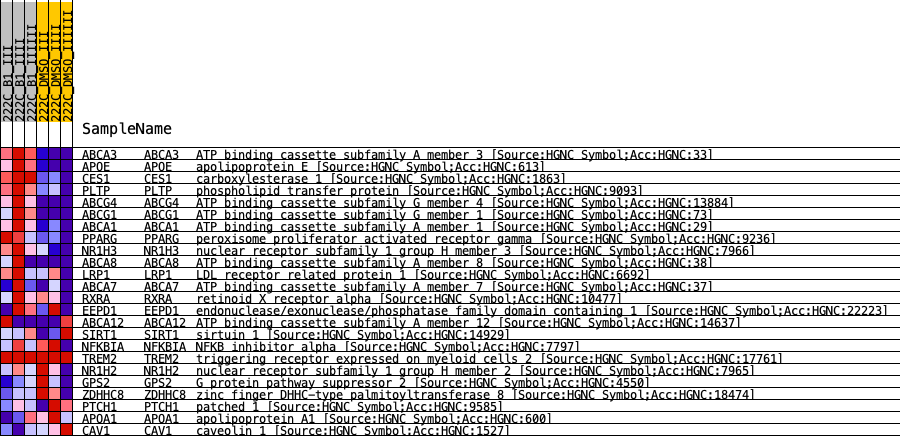 222C_B1_III
222C_B1_IIII
222C_B1_IIIIII
222C_DMSO_III
222C_DMSO_IIII
222C_DMSO_IIIIII
SampleName
ABCA3 ABCA3 ATP binding cassette subfamily A member 3 [Source:HGNC Symbol;Acc:HGNC:33]
APOE APOE apolipoprotein E [Source:HGNC Symbol;Acc:HGNC:613]
CES1 CES1 carboxylesterase 1 [Source:HGNC Symbol;Acc:HGNC:1863]
PLTP PLTP phospholipid transfer protein [Source:HGNC Symbol;Acc:HGNC:9093]
ABCG4 ABCG4 ATP binding cassette subfamily G member 4 [Source:HGNC Symbol;Acc:HGNC:13884]
ABCG1 ABCG1 ATP binding cassette subfamily G member 1 [Source:HGNC Symbol;Acc:HGNC:73]
ABCA1 ABCA1 ATP binding cassette subfamily A member 1 [Source:HGNC Symbol;Acc:HGNC:29]
PPARG PPARG peroxisome proliferator activated receptor gamma [Source:HGNC Symbol;Acc:HGNC:9236]
NR1H3 NR1H3 nuclear receptor subfamily 1 group H member 3 [Source:HGNC Symbol;Acc:HGNC:7966]
ABCA8 ABCA8 ATP binding cassette subfamily A member 8 [Source:HGNC Symbol;Acc:HGNC:38]
LRP1 LRP1 LDL receptor related protein 1 [Source:HGNC Symbol;Acc:HGNC:6692]
ABCA7 ABCA7 ATP binding cassette subfamily A member 7 [Source:HGNC Symbol;Acc:HGNC:37]
RXRA RXRA retinoid X receptor alpha [Source:HGNC Symbol;Acc:HGNC:10477]
EEPD1 EEPD1 endonuclease/exonuclease/phosphatase family domain containing 1 [Source:HGNC Symbol;Acc:HGNC:22223]
ABCA12 ABCA12 ATP binding cassette subfamily A member 12 [Source:HGNC Symbol;Acc:HGNC:14637]
SIRT1 SIRT1 sirtuin 1 [Source:HGNC Symbol;Acc:HGNC:14929]
NFKBIA NFKBIA NFKB inhibitor alpha [Source:HGNC Symbol;Acc:HGNC:7797]
TREM2 TREM2 triggering receptor expressed on myeloid cells 2 [Source:HGNC Symbol;Acc:HGNC:17761]
NR1H2 NR1H2 nuclear receptor subfamily 1 group H member 2 [Source:HGNC Symbol;Acc:HGNC:7965]
GPS2 GPS2 G protein pathway suppressor 2 [Source:HGNC Symbol;Acc:HGNC:4550]
ZDHHC8 ZDHHC8 zinc finger DHHC-type palmitoyltransferase 8 [Source:HGNC Symbol;Acc:HGNC:18474]
PTCH1 PTCH1 patched 1 [Source:HGNC Symbol;Acc:HGNC:9585]
APOA1 APOA1 apolipoprotein A1 [Source:HGNC Symbol;Acc:HGNC:600]
CAV1 CAV1 caveolin 1 [Source:HGNC Symbol;Acc:HGNC:1527]